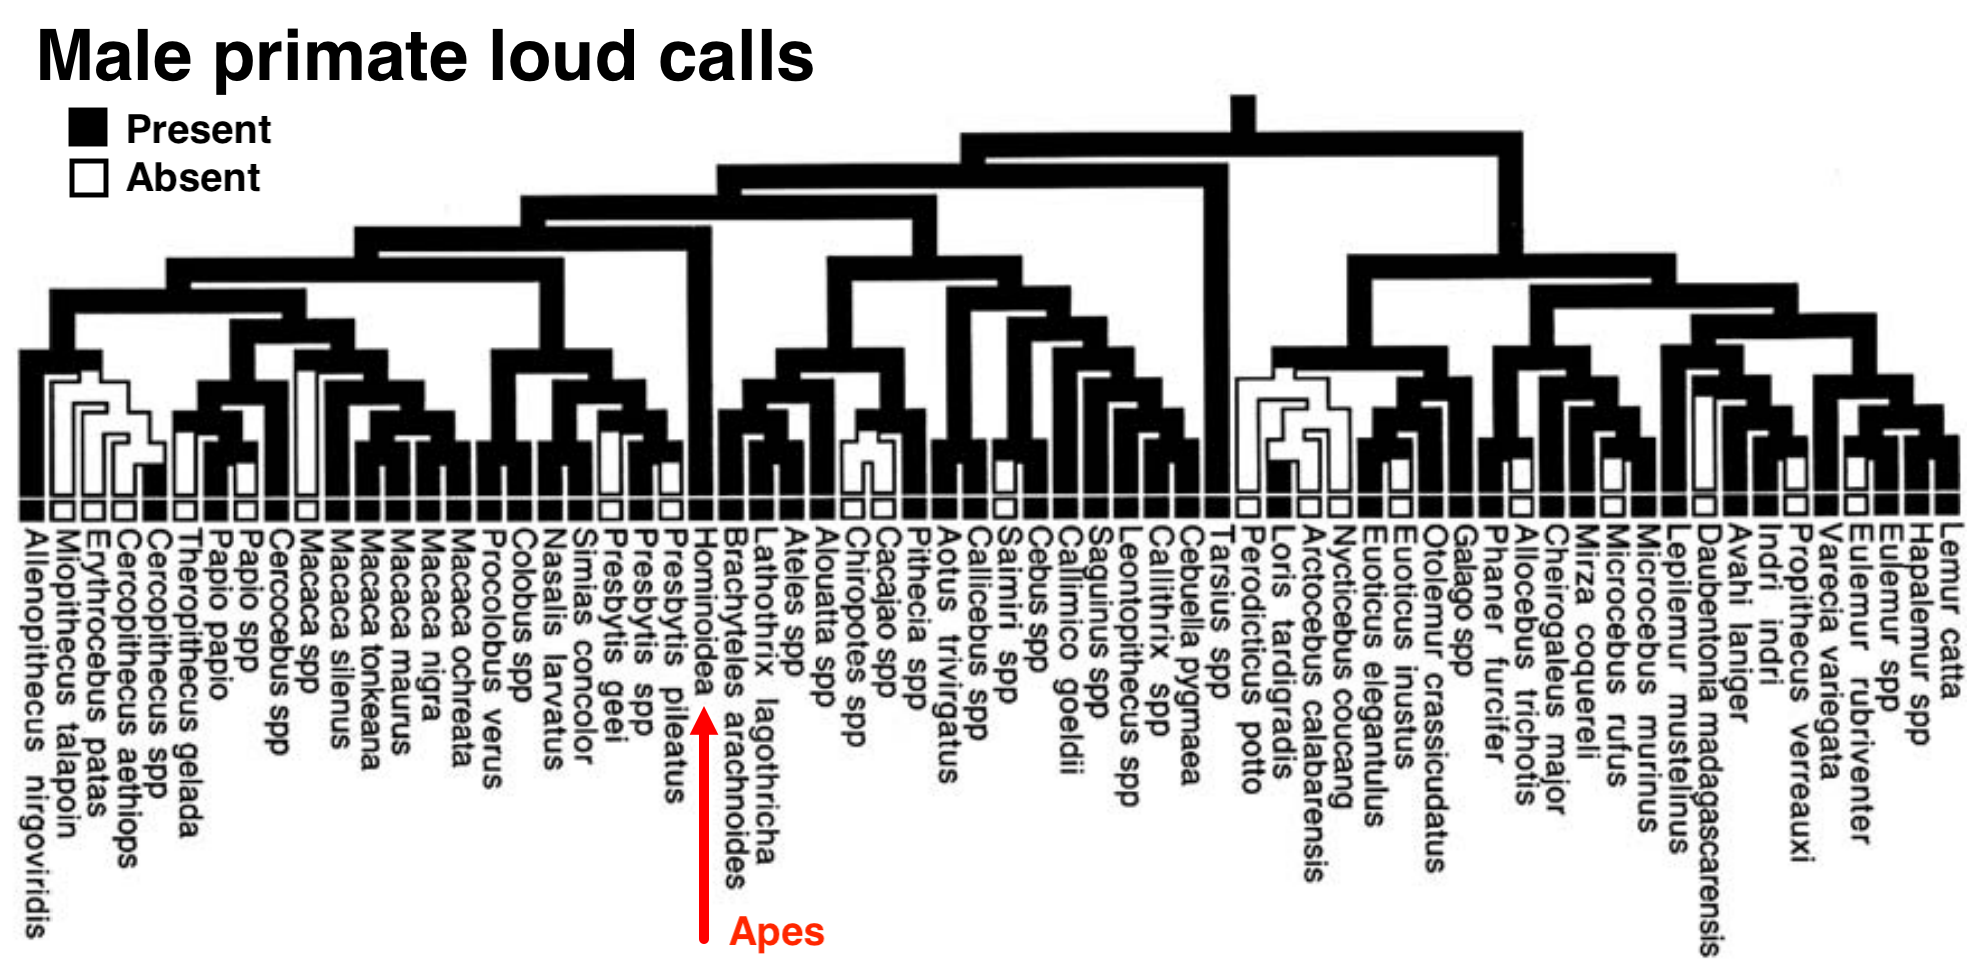 Male primate loud calls
Present
Absent
Allenopithecus nirgoviridis
Miopithecus talapoin
Erythrocebus patas
Cercopithecus aethiops
Cercopithecus spp
Theropithecus gelada
Papio papio
Papio spp
Cercocebus spp
Macaca spp
Macaca silenus
Macaca tonkeana
Macaca maurus
Macaca nigra
Macaca ochreata
Procolobus verus
Colobus spp
Nasalis larvatus
Simias concolor
Presbytis geei
Presbytis spp
Presbytis pileatus
Hominoidea
Brachyteles arachnoides
Lathothrix lagothricha
Ateles spp
Alouatta spp
Chiropotes spp
Cacajao spp
Pithecia spp
Aotus trivirgatus
Callicebus spp
Saimiri spp
Cebus spp
Callimico goeldii
Saguinus spp
Leontopithecus spp
Callithrix spp
Cebuella pygmaea
Tarsius spp
Perodicticus potto
Loris tardigradis
Arctocebus calabarensis
Nycticebus coucang
Euoticus elegantulus
Euoticus inustus
Otolemur crassicudatus
Galago spp
Phaner furcifer
Allocebus trichotis
Cheirogaleus major
Mirza coquereli
Microcebus rufus
Microcebus murinus
Lepilemur mustelinus
Daubentonia madagascarensis
Avahi laniger
Indri indri
Propithecus verreauxi
Varecia variegata
Eulemur rubriventer
Eulemur spp
Hapalemur spp
Lemur catta
Apes